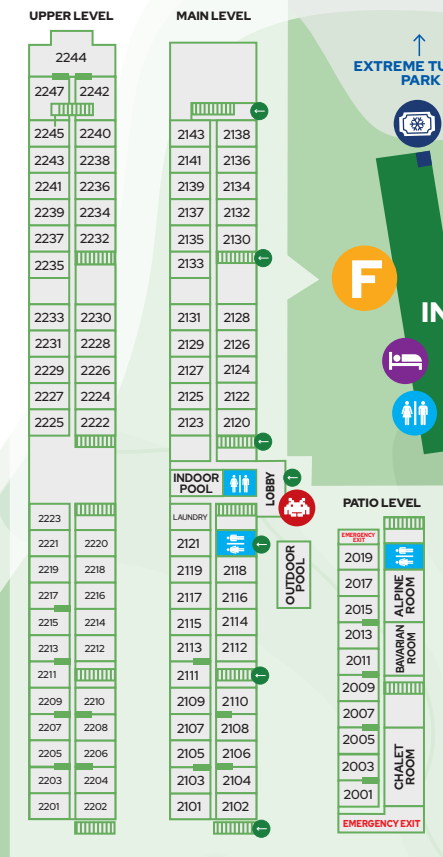 UPPER LEVEL
2244
2247 2242
2245 2240
2243 2238
2241 2236
2239 2234
2237 2232
2235
2233 2230
2231 2228
2229 2226
2227 2224
2225 2222
2223
2221 2220
2219 2218
2217 2216
2215 2214
2213 2212
2211
2209 2210
2207 2208
2205 2206
2203 2204
2201 2202
MAIN LEVEL
2143 2138
2141 2136
2139 2134
2137 2132
2135 2130
2133
2131 2128
2129 2126
2127 2124
2125 2122
2123 2120
INDOOR
POOL
LOBBY
LAUNDRY
2121
2119 2118
2117 2116
2115 2114
2113 2112
2111
2109 2110
2107 2108
2105 2106
2103 2104
2101 2102
OUTDOOR
POOL
EXTREME TU
PARK
F
IN
PATIO LEVEL
EMERGENCY
EXIT
2019
2017
2015
2013
2011
2009
2007
2005
2003
2001
ALPINE
ROOM
BAVARIAN
ROOM
CHALET
ROOM
EMERGENCY EXIT